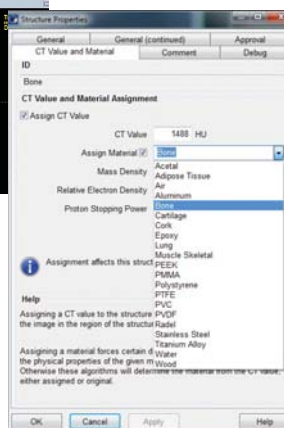 Structure Properties
General General (continued) Approval
CT Value and Material Comment Debug
ID
Bone
CT Value and Material Assignment
Assign CT Value
CT Value 1488 HU
Assign Material Bone
Acetal
Mass Density Adipose Tissue
Air
Relative Electron Density Aluminum
Bone
Proton Stopping Power Cartilage
Cork
Epoxy
Lung
Muscle Skeletal
Assignment affects this struct PEEK
PMMA
Polystyrene
Help PTFE
PVC
Assigning a CT value to the structure PVDF
the image in the region of the structur Radel
Stainless Steel
Titanium Alloy
Assigning a material forces certain d Water
the physical properties of the given m Wood
Otherwise these algorithms will determine the material from the CT value,
either assigned or original.
OK Cancel Apply Help